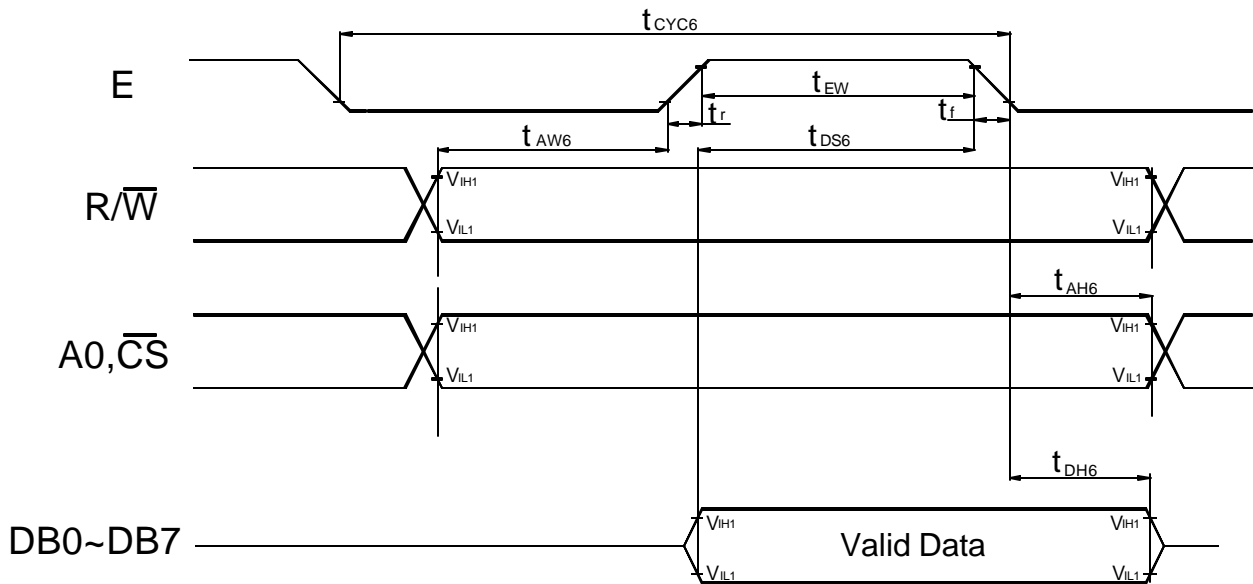 tCYC6
E
tEW
tr
tf
tAW6
tDS6
VIH1
VIH1
R/W̅
VIL1
VIL1
tAH6
VIH1
VIH1
A0,C̅S̅
VIL1
VIL1
tDH6
VIH1
VIH1
DB0~DB7
Valid Data
VIL1
VIL1